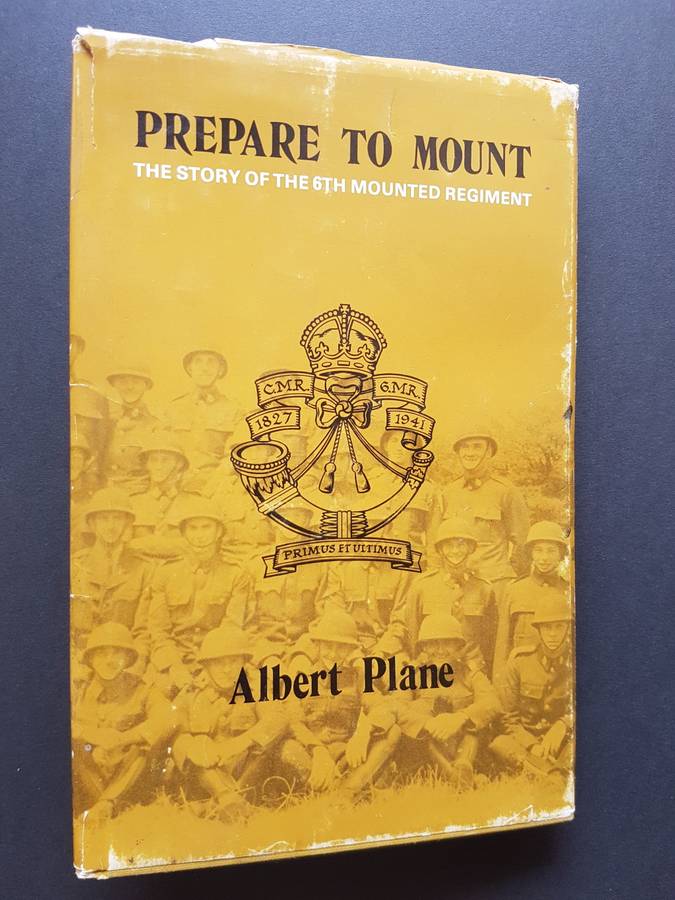 PREPARE TO MOUNT
THE STORY OF THE 6TH MOUNTED REGIMENT
C.M.R. 6.M.R.
1827 1941
PRIMUS ET ULTIMUS
Albert Plane